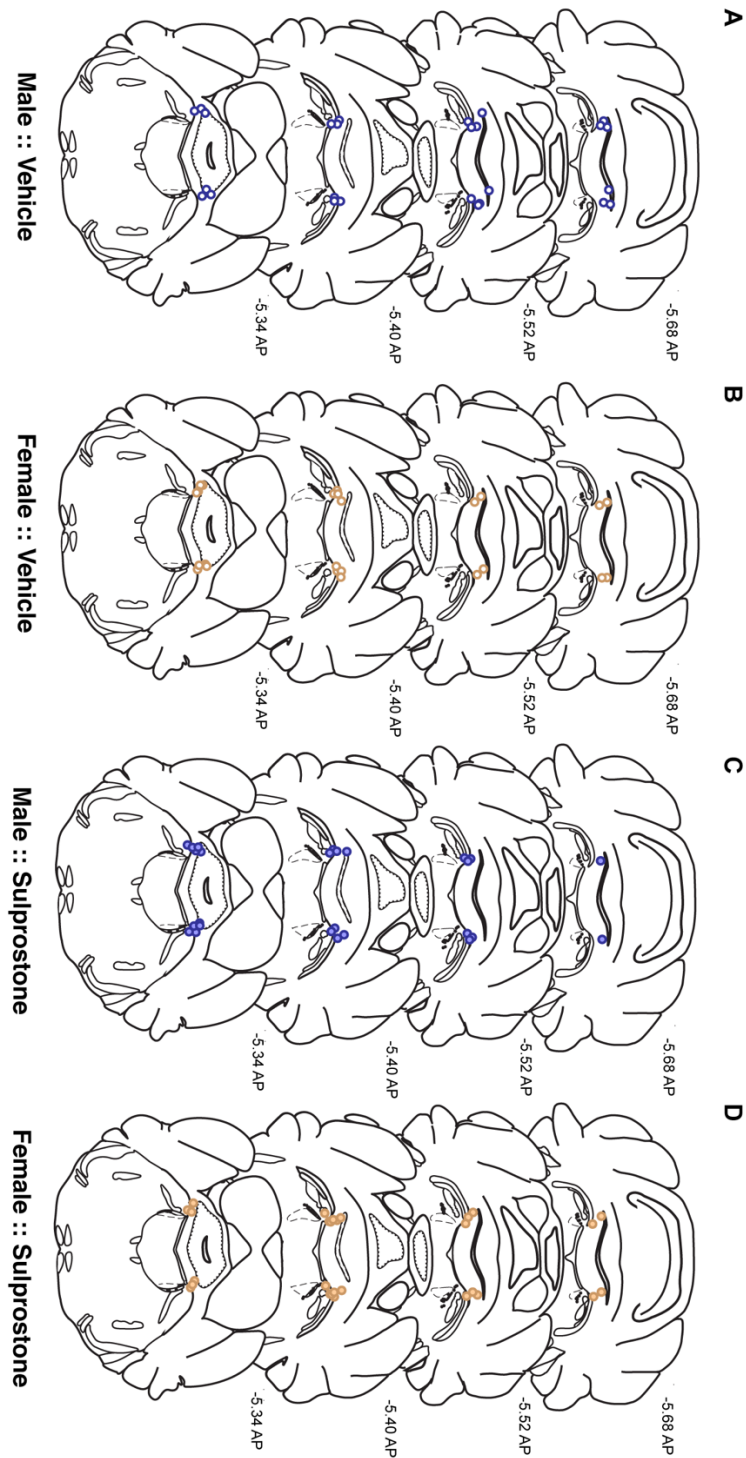 A
Male :: Vehicle
-5.34 AP
-5.40 AP
-5.52 AP
-5.68 AP
B
Female :: Vehicle
-5.34 AP
-5.40 AP
-5.52 AP
-5.68 AP
C
Male :: Sulprostone
-5.34 AP
-5.40 AP
-5.52 AP
-5.68 AP
D
Female :: Sulprostone
-5.34 AP
-5.40 AP
-5.52 AP
-5.68 AP